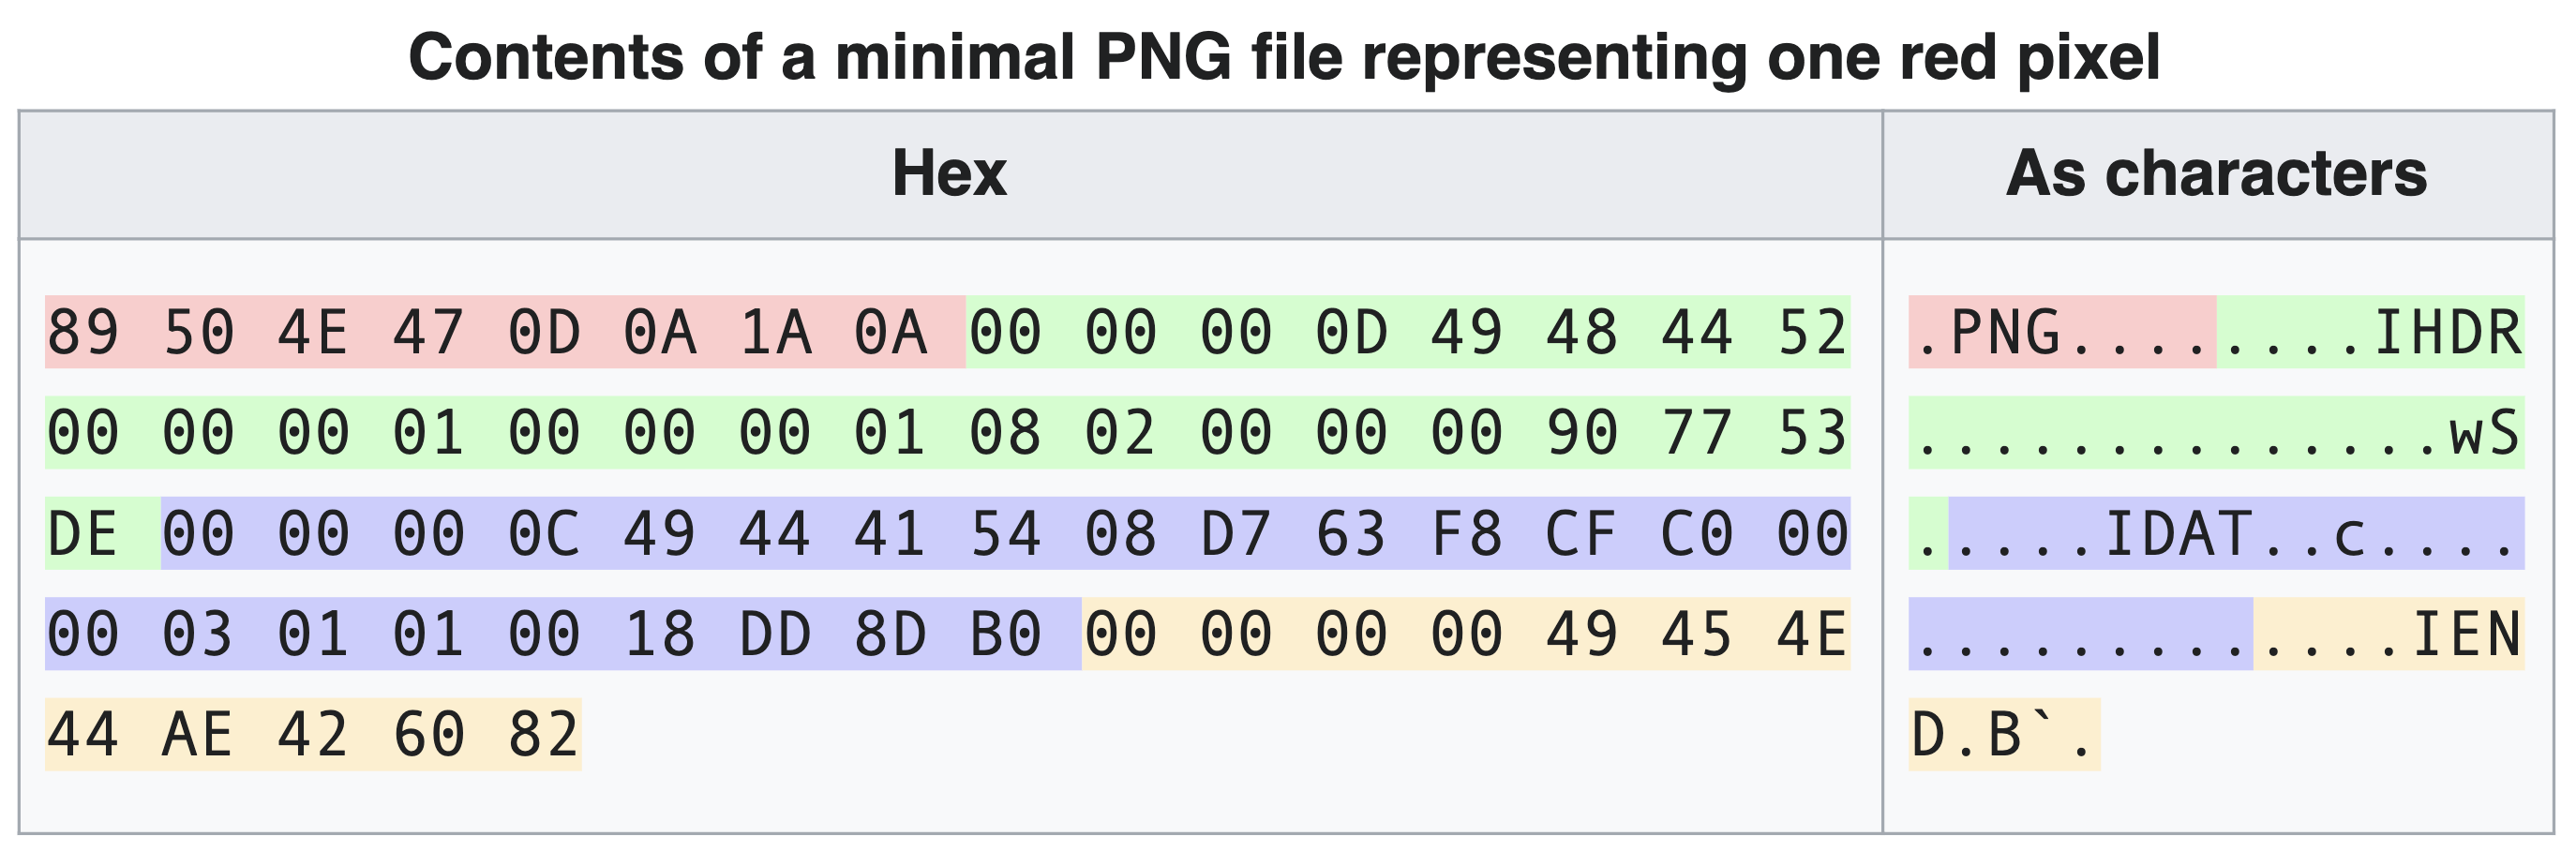 Contents of a minimal PNG file representing one red pixel
Hex As characters
89 50 4E 47 0D 0A 1A 0A 00 00 00 0D 49 48 44 52 .PNG........IHDR
00 00 00 01 00 00 00 01 08 02 00 00 00 90 77 53 ..............wS
DE 00 00 00 0C 49 44 41 54 08 D7 63 F8 CF C0 00 .....IDAT..c....
00 03 01 01 00 18 DD 8D B0 00 00 00 00 49 45 4E .............IEN
44 AE 42 60 82 D.B`.